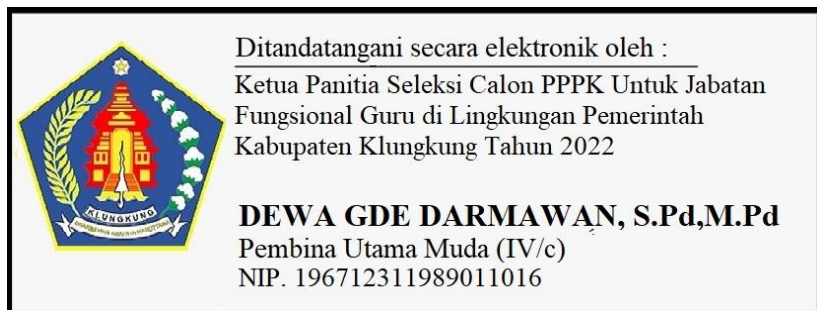 Ditandatangani secara elektronik oleh :
Ketua Panitia Seleksi Calon PPPK Untuk Jabatan
Fungsional Guru di Lingkungan Pemerintah
Kabupaten Klungkung Tahun 2022
DEWA GDE DARMAWAN, S.Pd,M.Pd
Pembina Utama Muda (IV/c)
NIP. 196712311989011016
KLUNGKUNG